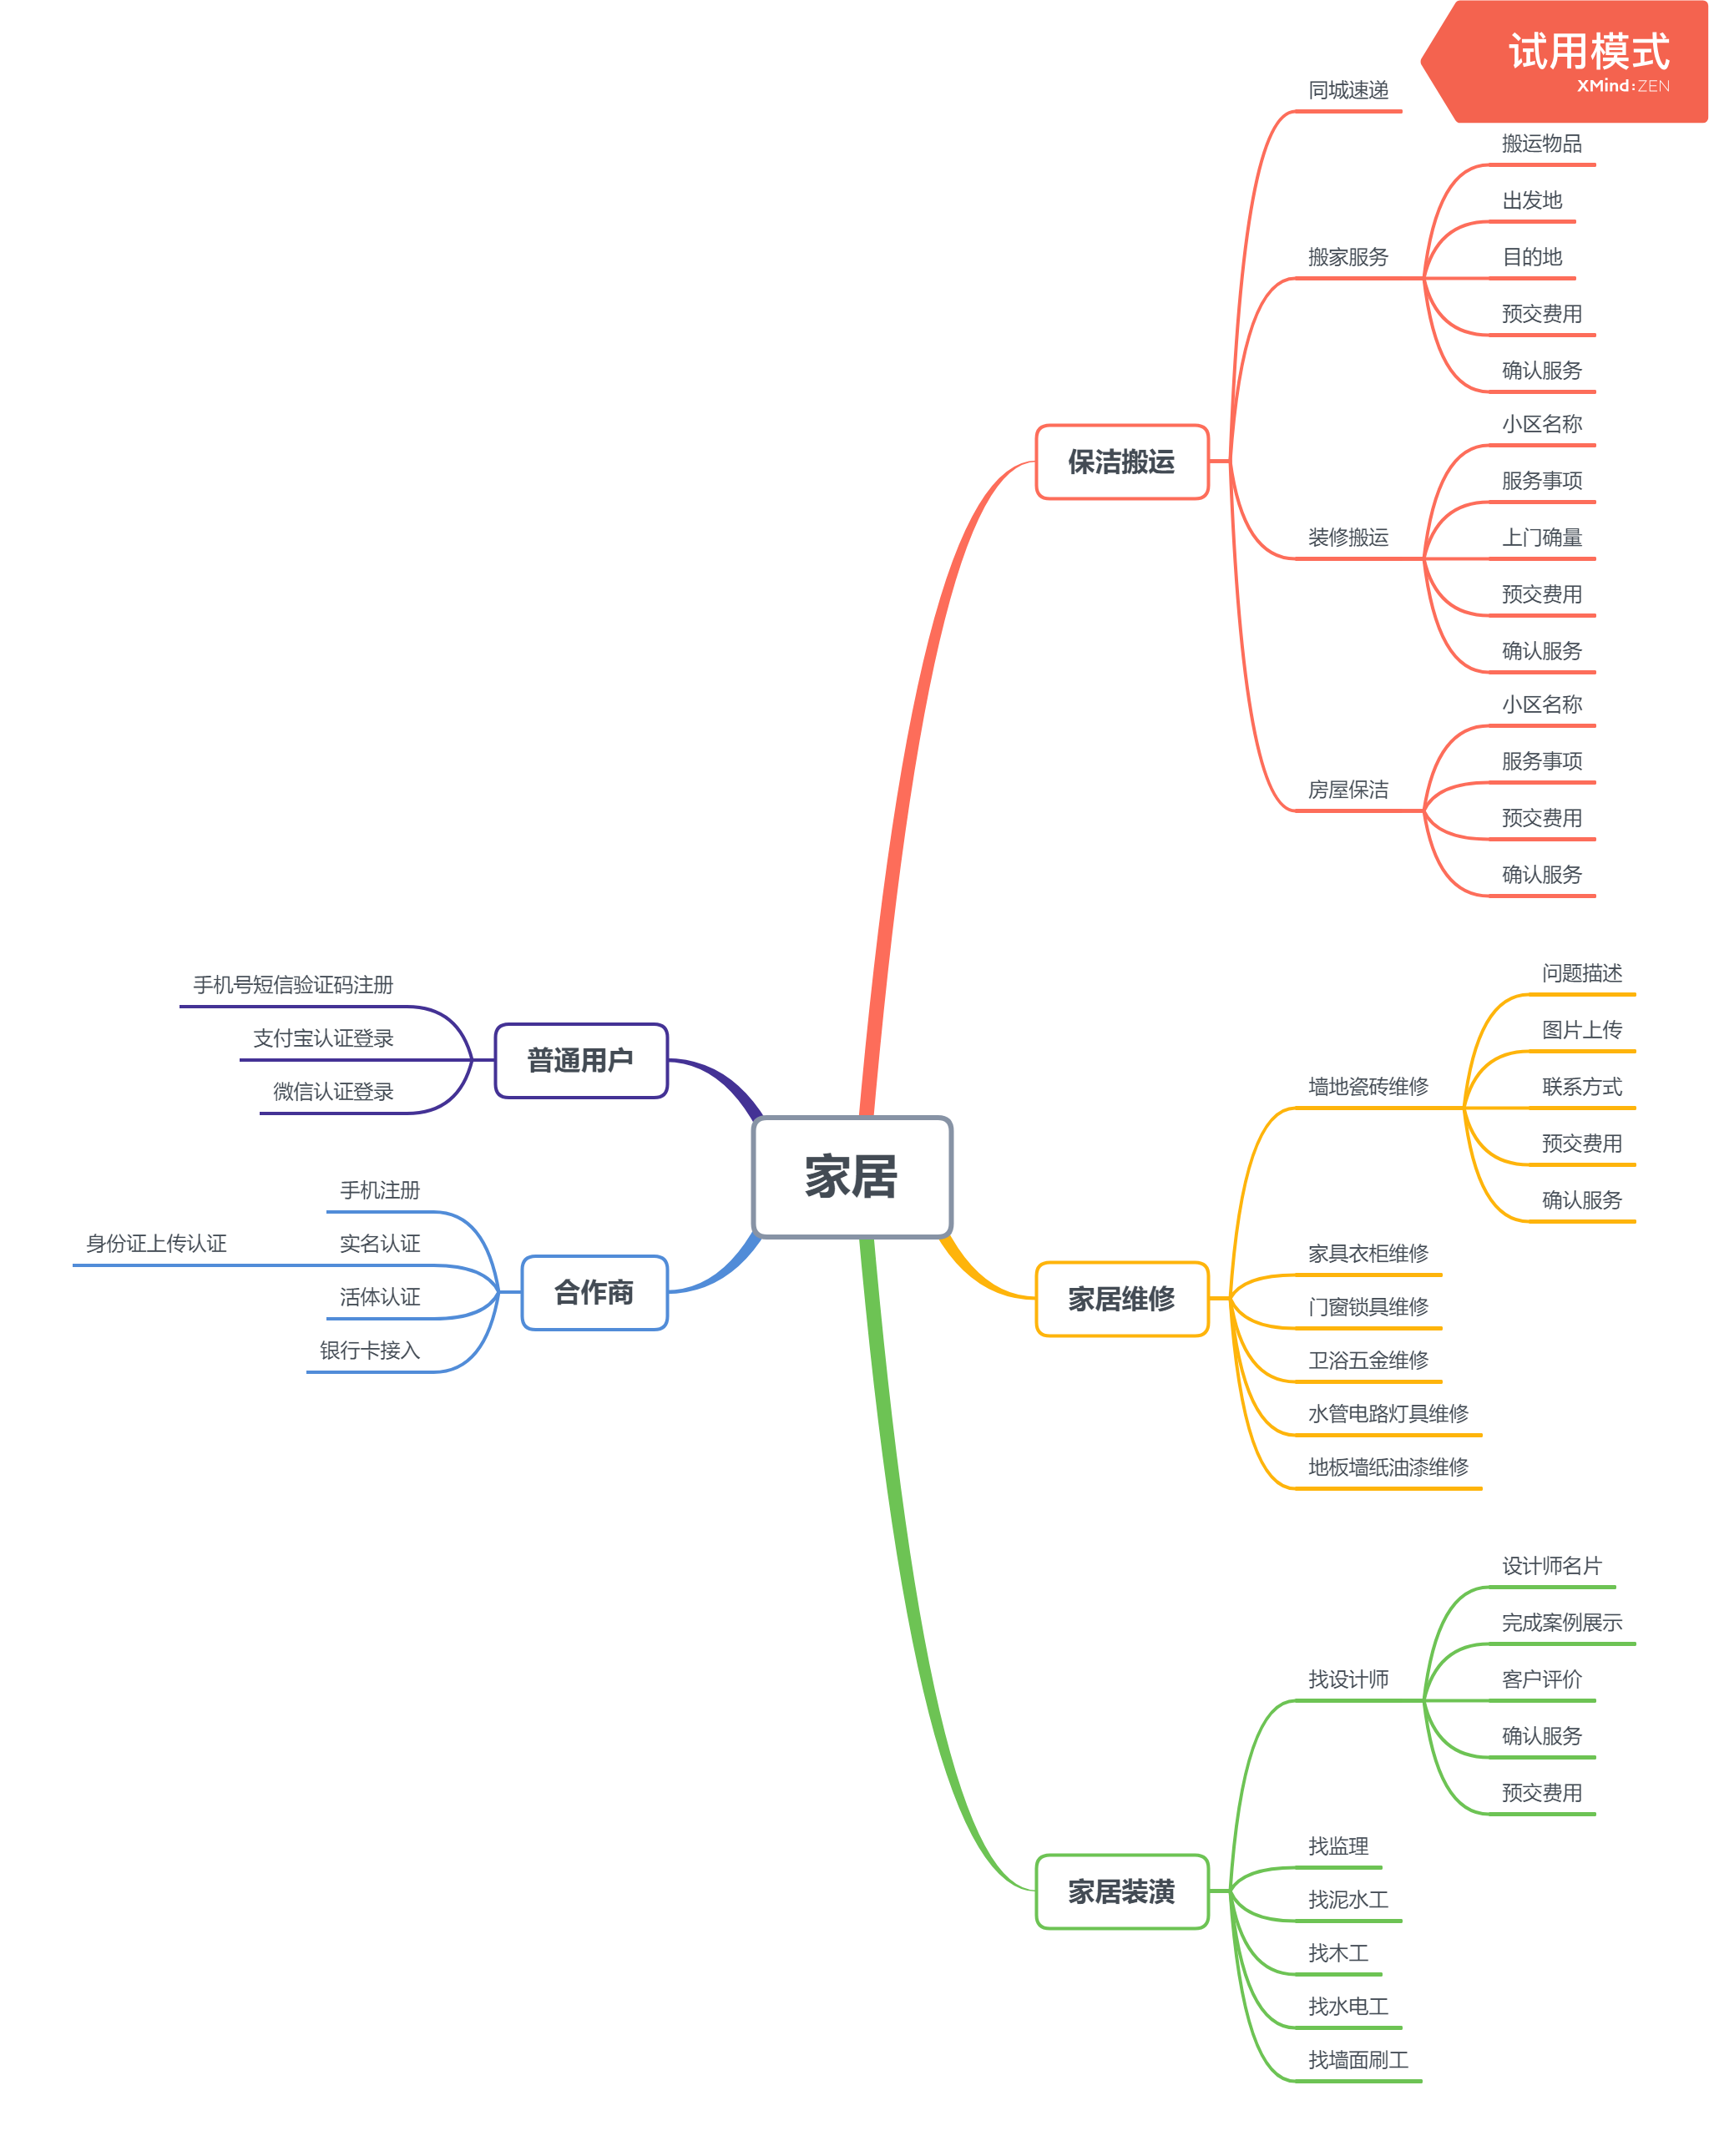 试用模式
XMind:ZEN
家居
保洁搬运
同城速递
搬家服务
搬运物品
出发地
目的地
预交费用
确认服务
装修搬运
小区名称
服务事项
上门确量
预交费用
确认服务
房屋保洁
小区名称
服务事项
预交费用
确认服务
家居维修
墙地瓷砖维修
问题描述
图片上传
联系方式
预交费用
确认服务
家具衣柜维修
门窗锁具维修
卫浴五金维修
水管电路灯具维修
地板墙纸油漆维修
家居装潢
找设计师
设计师名片
完成案例展示
客户评价
确认服务
预交费用
找监理
找泥水工
找木工
找水电工
找墙面刷工
普通用户
手机号短信验证码注册
支付宝认证登录
微信认证登录
合作商
手机注册
实名认证
身份证上传认证
活体认证
银行卡接入